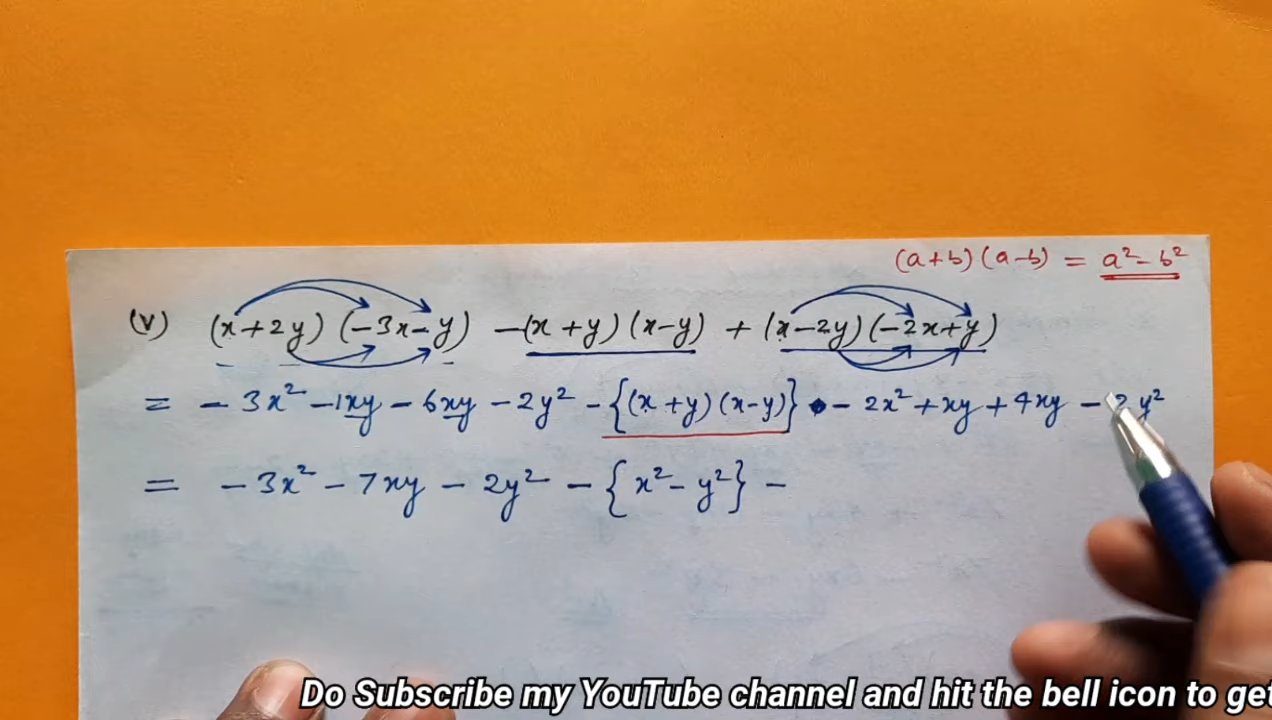 (a+b)(a-b) = a²-b²
(v) (x+2y)(-3x-y) -(x+y)(x-y) + (x-2y)(-2x+y)
= -3x² -1xy - 6xy - 2y² - {(x+y)(x-y)} - 2x² + xy + 4xy - 2y²
= -3x² - 7xy - 2y² - {x² - y²} -
Do Subscribe my YouTube channel and hit the bell icon to get